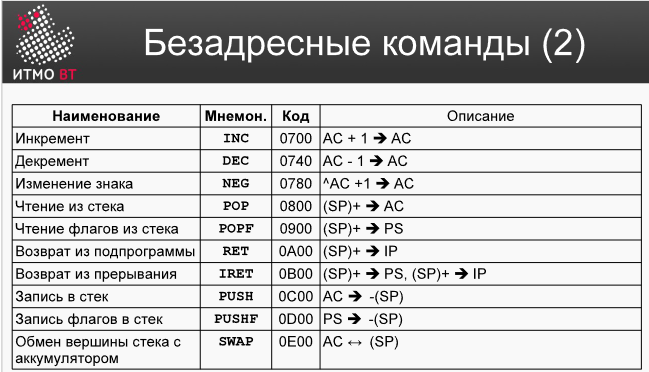 Безадресные команды (2)
ИТМО ВТ
Наименование Мнемон. Код Описание
Инкремент INC 0700 AC + 1 ➔ AC
Декремент DEC 0740 AC - 1 ➔ AC
Изменение знака NEG 0780 ^AC +1 ➔ AC
Чтение из стека POP 0800 (SP)+ ➔ AC
Чтение флагов из стека POPF 0900 (SP)+ ➔ PS
Возврат из подпрограммы RET 0A00 (SP)+ ➔ IP
Возврат из прерывания IRET 0B00 (SP)+ ➔ PS, (SP)+ ➔ IP
Запись в стек PUSH 0C00 AC ➔ -(SP)
Запись флагов в стек PUSHF 0D00 PS ➔ -(SP)
Обмен вершины стека с SWAP 0E00 AC ↔ (SP)
аккумулятором